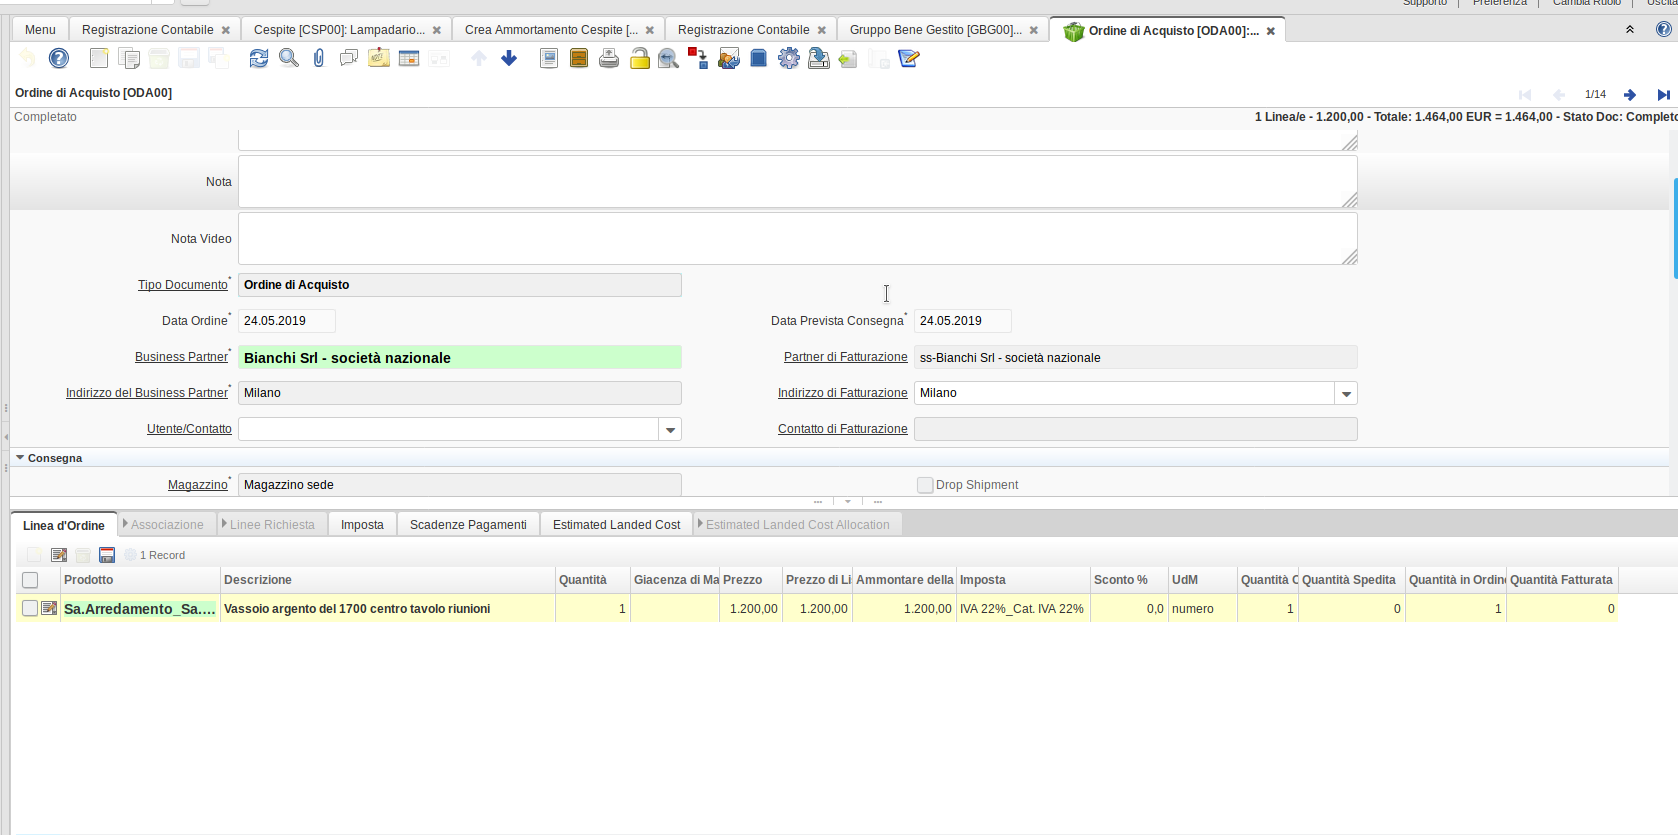 Supporto | Preferenza | Cambia Ruolo | Uscita
Menu
Registrazione Contabile
Cespite [CSP00]: Lampadario...
Crea Ammortamento Cespite [...
Registrazione Contabile
Gruppo Bene Gestito [GBG00]...
Ordine di Acquisto [ODA00]:...
Ordine di Acquisto [ODA00]
1/14
Completato
1 Linea/e - 1.200,00 - Totale: 1.464,00 EUR = 1.464,00 - Stato Doc: Completo
Nota
Nota Video
Tipo Documento* Ordine di Acquisto
Data Ordine* 24.05.2019
Data Prevista Consegna* 24.05.2019
Business Partner* Bianchi Srl - società nazionale
Partner di Fatturazione ss-Bianchi Srl - società nazionale
Indirizzo del Business Partner* Milano
Indirizzo di Fatturazione Milano
Utente/Contatto
Contatto di Fatturazione
Consegna
Magazzino* Magazzino sede
Drop Shipment
Linea d'Ordine
Associazione
Linee Richiesta
Imposta
Scadenze Pagamenti
Estimated Landed Cost
Estimated Landed Cost Allocation
1 Record
Prodotto Descrizione Quantità Giacenza di Ma Prezzo Prezzo di Li Ammontare della Imposta Sconto % UdM Quantità C Quantità Spedita Quantità in Ordine Quantità Fatturata
Sa.Arredamento_Sa.... Vassoio argento del 1700 centro tavolo riunioni 1 1.200,00 1.200,00 1.200,00 IVA 22%_Cat. IVA 22% 0,0 numero 1 0 1 0